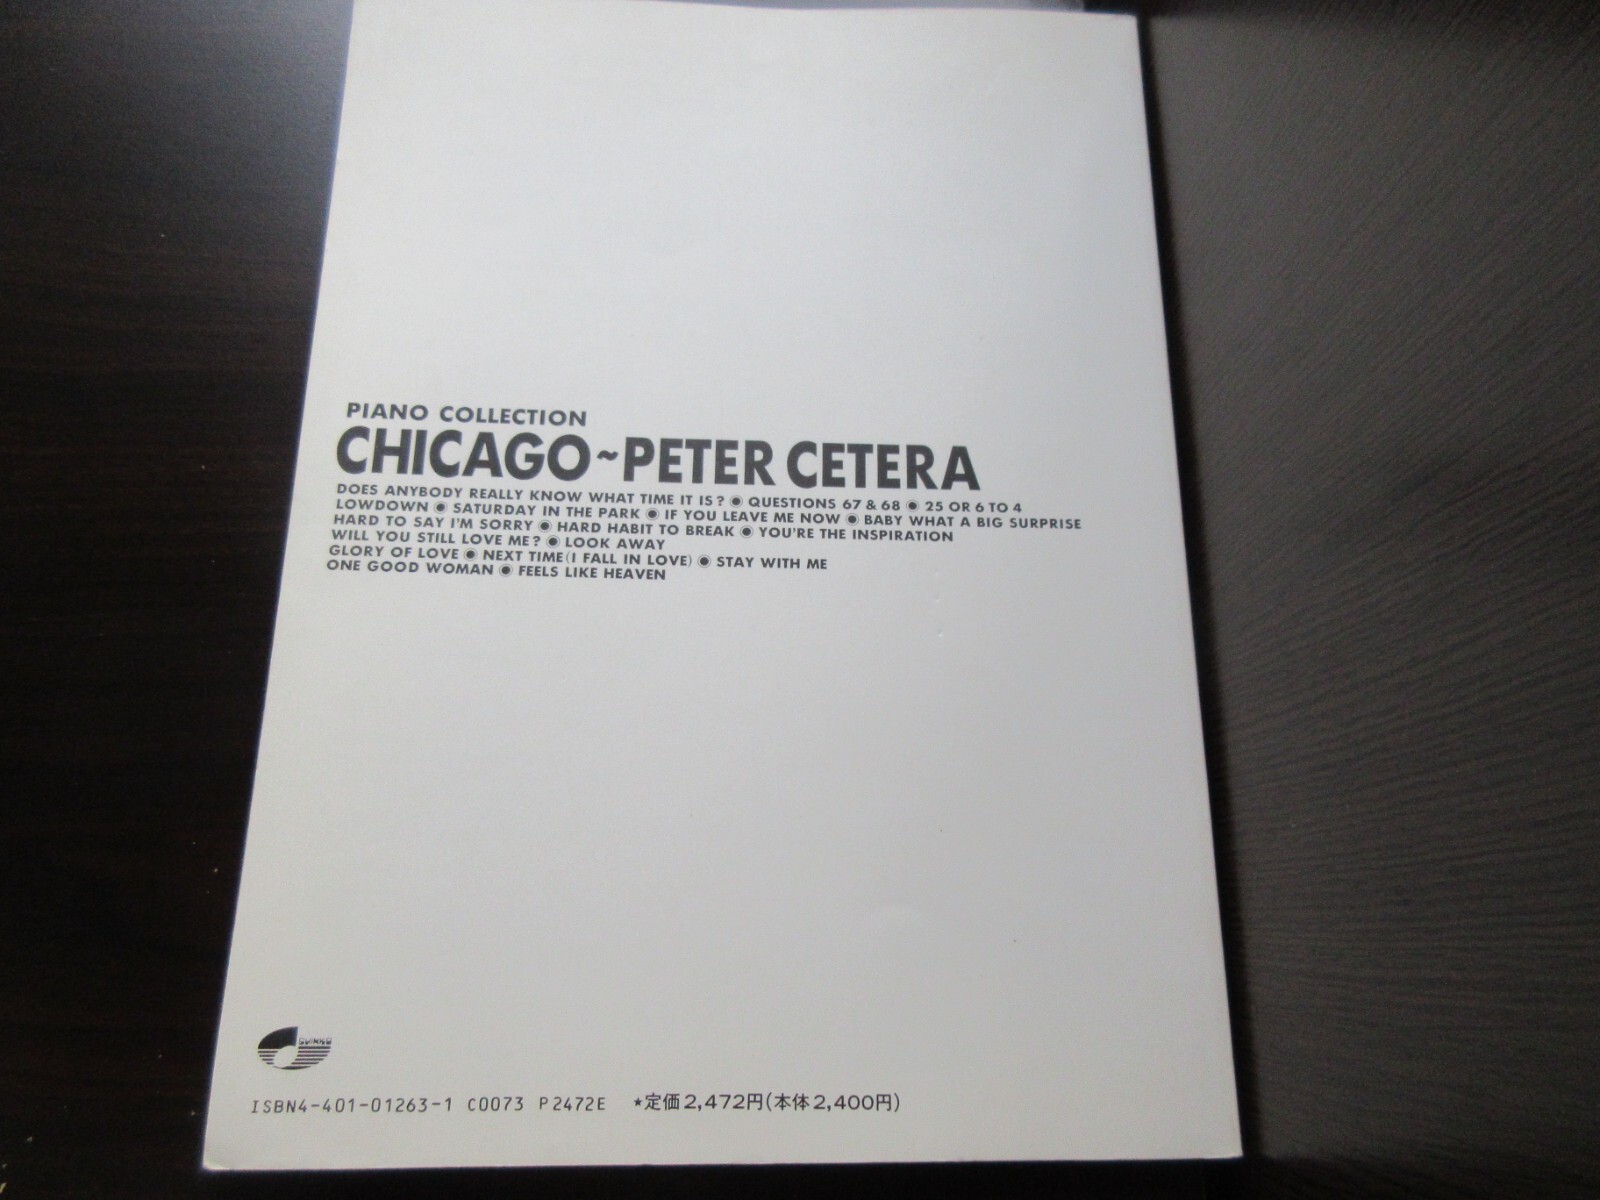 PIANO COLLECTION
CHICAGO~PETER CETERA
DOES ANYBODY REALLY KNOW WHAT TIME IT IS? ◉ QUESTIONS 67 & 68 ◉ 25 OR 6 TO 4
LOWDOWN ◉ SATURDAY IN THE PARK ◉ IF YOU LEAVE ME NOW ◉ BABY WHAT A BIG SURPRISE
HARD TO SAY I'M SORRY ◉ HARD HABIT TO BREAK ◉ YOU'RE THE INSPIRATION
WILL YOU STILL LOVE ME? ◉ LOOK AWAY
GLORY OF LOVE ◉ NEXT TIME (I FALL IN LOVE) ◉ STAY WITH ME
ONE GOOD WOMAN ◉ FEELS LIKE HEAVEN
ISBN4-401-01263-1 C0073 P2472E ★定価2,472円(本体2,400円)